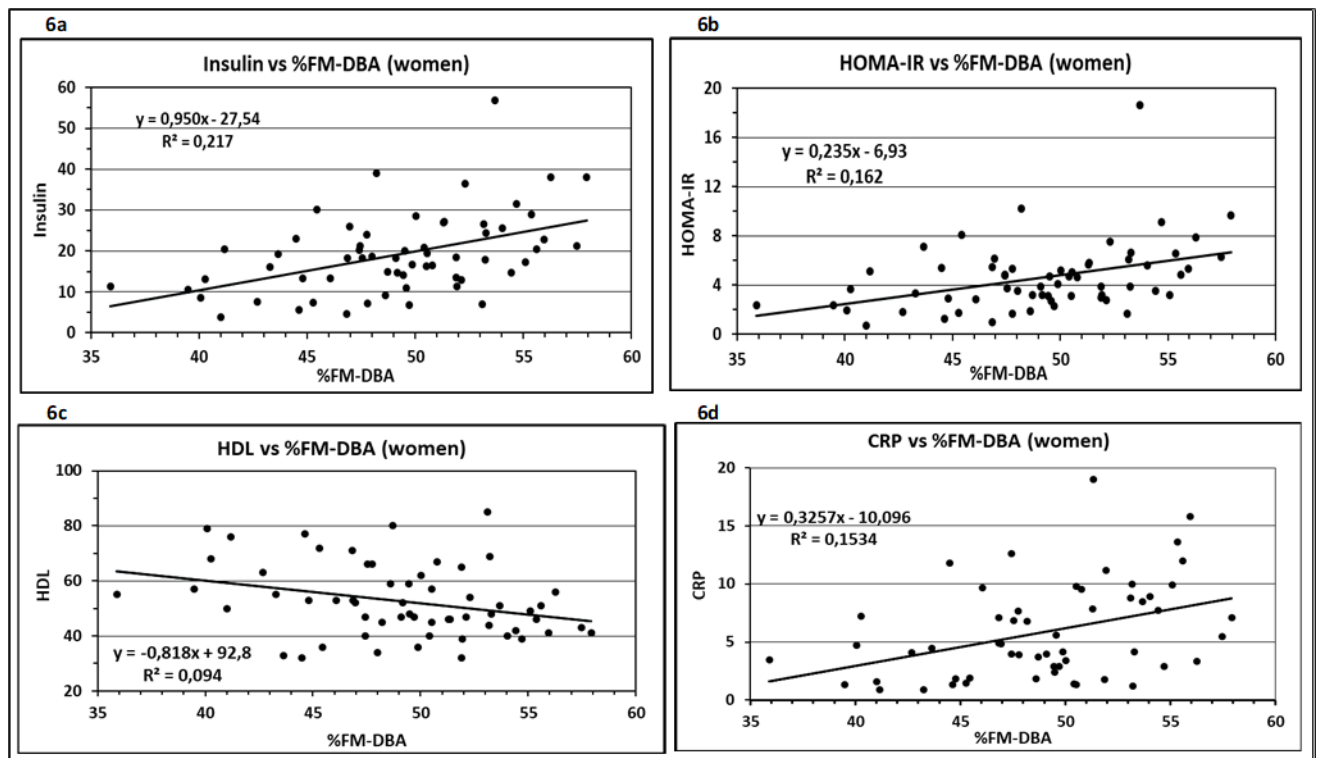 6a
Insulin vs %FM-DBA (women)
y = 0,950x - 27,54
R² = 0,217
Insulin
60
50
40
30
20
10
0
35 40 45 50 55 60
%FM-DBA
6b
HOMA-IR vs %FM-DBA (women)
y = 0,235x - 6,93
R² = 0,162
HOMA-IR
20
16
12
8
4
0
35 40 45 50 55 60
%FM-DBA
6c
HDL vs %FM-DBA (women)
HDL
100
80
60
40
20
y = -0,818x + 92,8
R² = 0,094
35 40 45 50 55 60
%FM-DBA
6d
CRP vs %FM-DBA (women)
y = 0,3257x - 10,096
R² = 0,1534
CRP
20
15
10
5
0
35 40 45 50 55 60
%FM-DBA